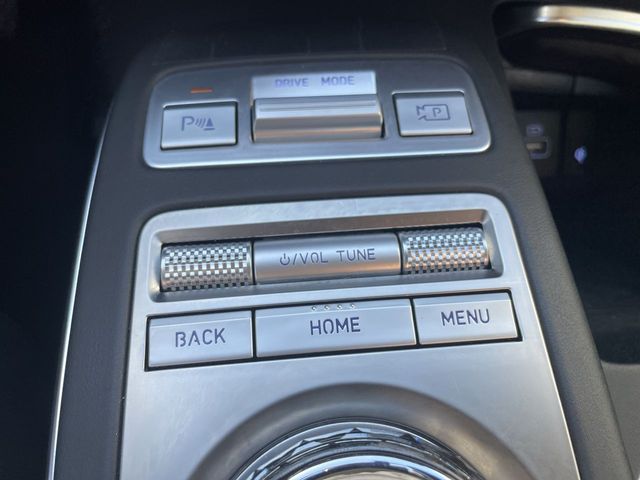 DRIVE MODE
P
P
⏻/VOL TUNE
BACK HOME MENU